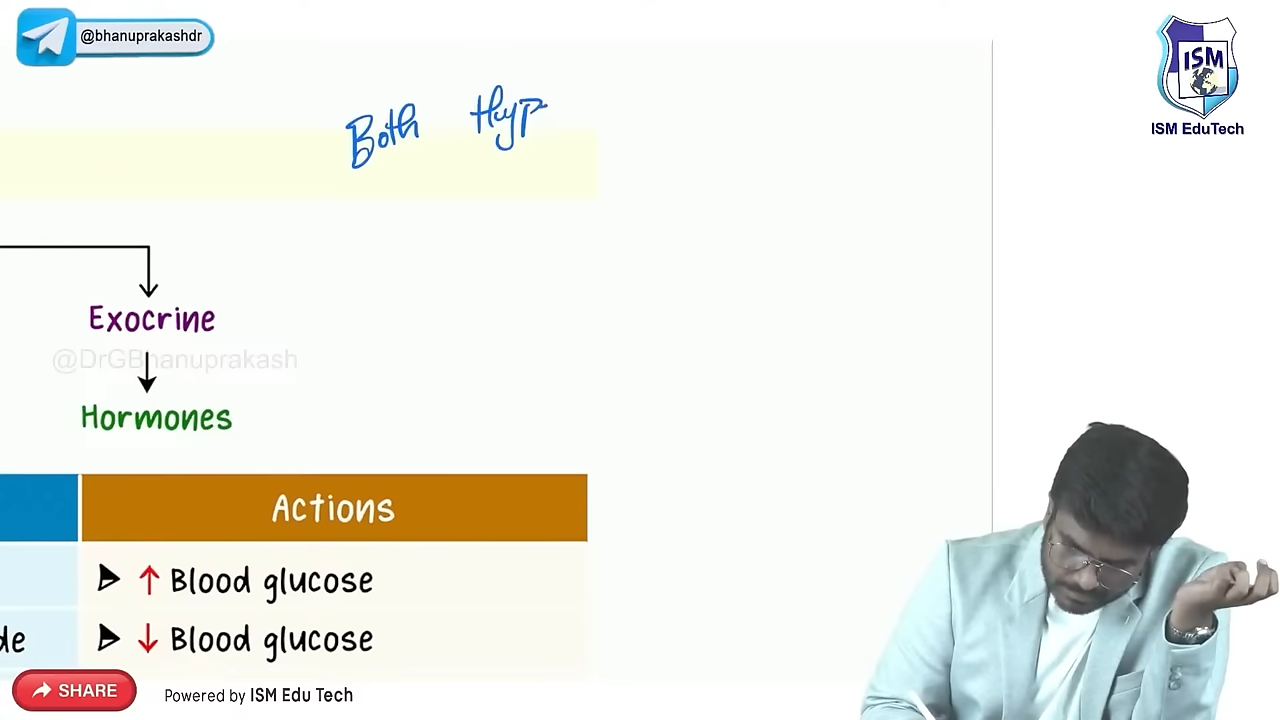 @bhanuprakashdr
ISM
ISM EduTech
Both Hyp
Exocrine
@DrGBhanuprakash
Hormones
Actions
↑ Blood glucose
de
↓ Blood glucose
SHARE
Powered by ISM Edu Tech